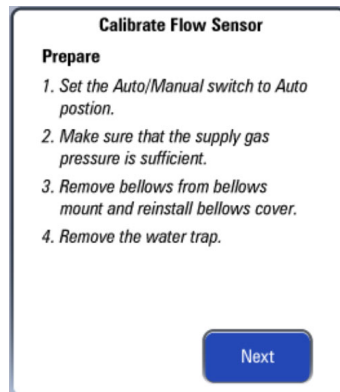 Calibrate Flow Sensor
Prepare
1. Set the Auto/Manual switch to Auto
postion.
2. Make sure that the supply gas
pressure is sufficient.
3. Remove bellows from bellows
mount and reinstall bellows cover.
4. Remove the water trap.
Next